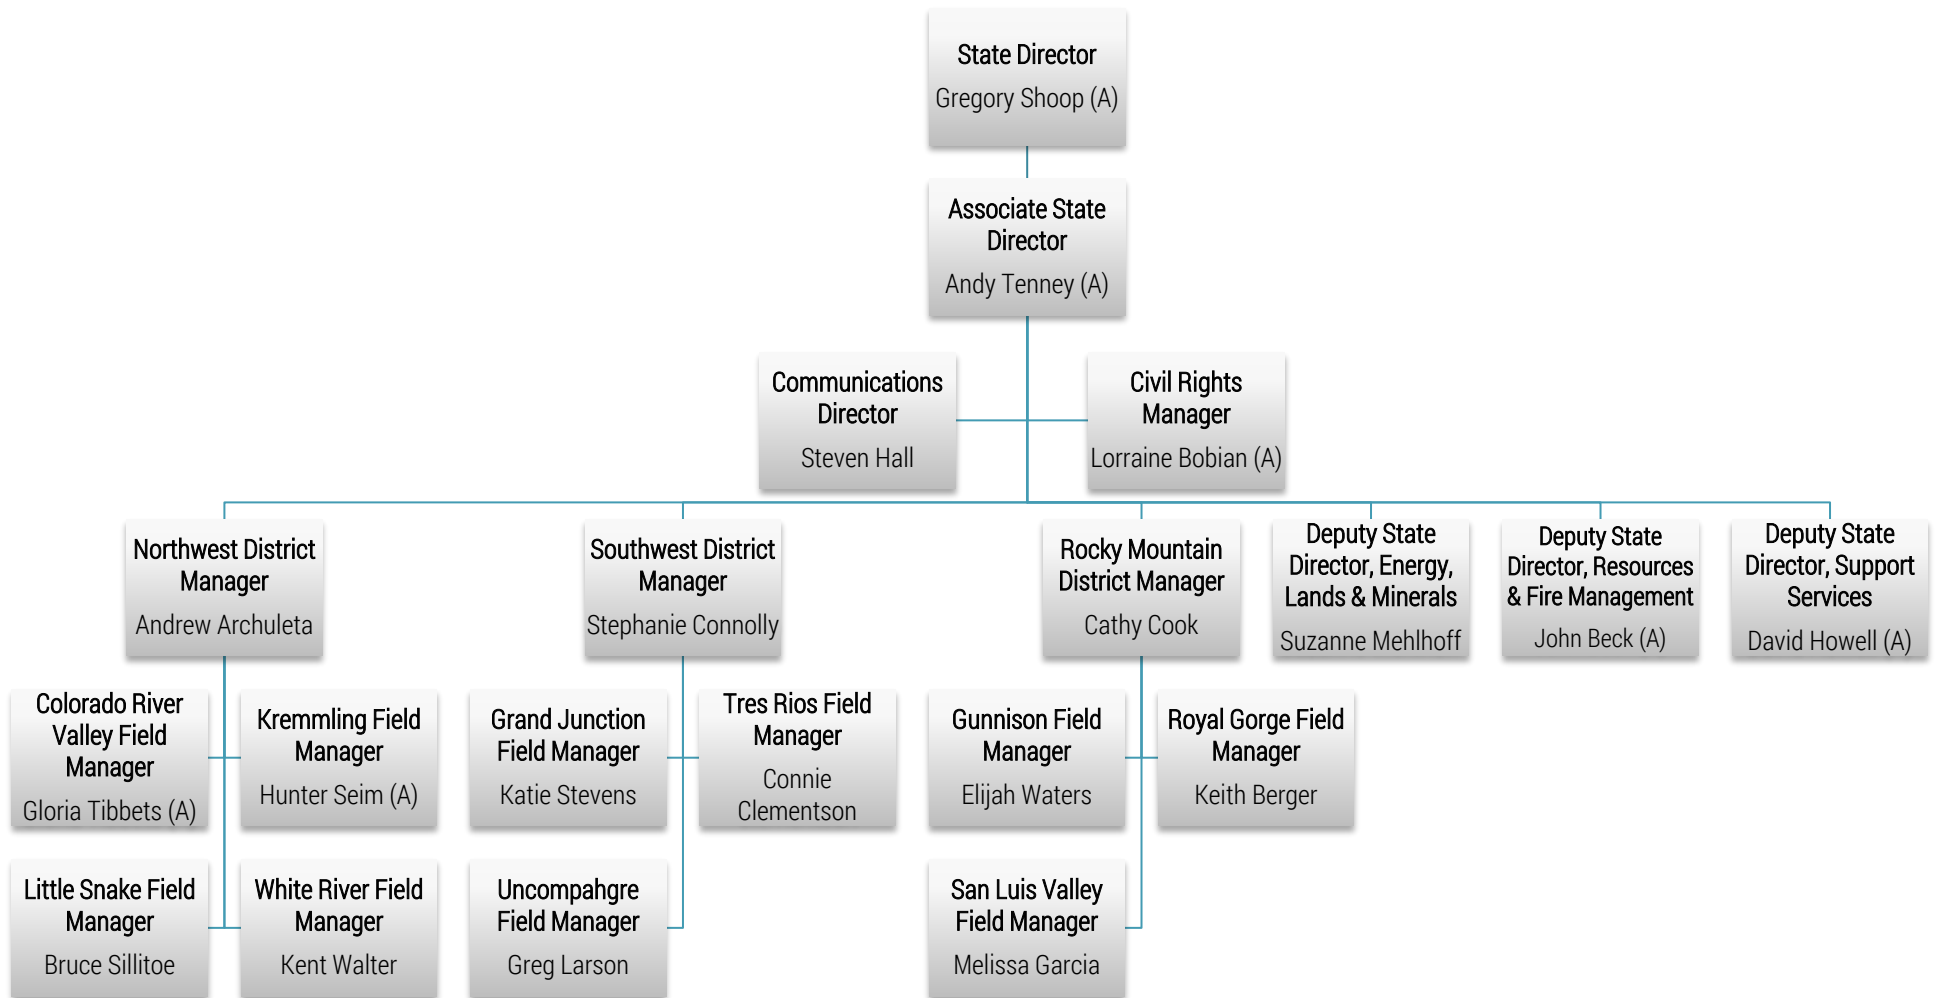 State Director
Gregory Shoop (A)
Associate State
Director
Andy Tenney (A)
Communications
Director
Steven Hall
Civil Rights
Manager
Lorraine Bobian (A)
Northwest District
Manager
Andrew Archuleta
Southwest District
Manager
Stephanie Connolly
Rocky Mountain
District Manager
Cathy Cook
Deputy State
Director, Energy,
Lands & Minerals
Suzanne Mehlhoff
Deputy State
Director, Resources
& Fire Management
John Beck (A)
Deputy State
Director, Support
Services
David Howell (A)
Colorado River
Valley Field
Manager
Gloria Tibbets (A)
Kremmling Field
Manager
Hunter Seim (A)
Grand Junction
Field Manager
Katie Stevens
Tres Rios Field
Manager
Connie
Clementson
Gunnison Field
Manager
Elijah Waters
Royal Gorge Field
Manager
Keith Berger
Little Snake Field
Manager
Bruce Sillitoe
White River Field
Manager
Kent Walter
Uncompahgre
Field Manager
Greg Larson
San Luis Valley
Field Manager
Melissa Garcia